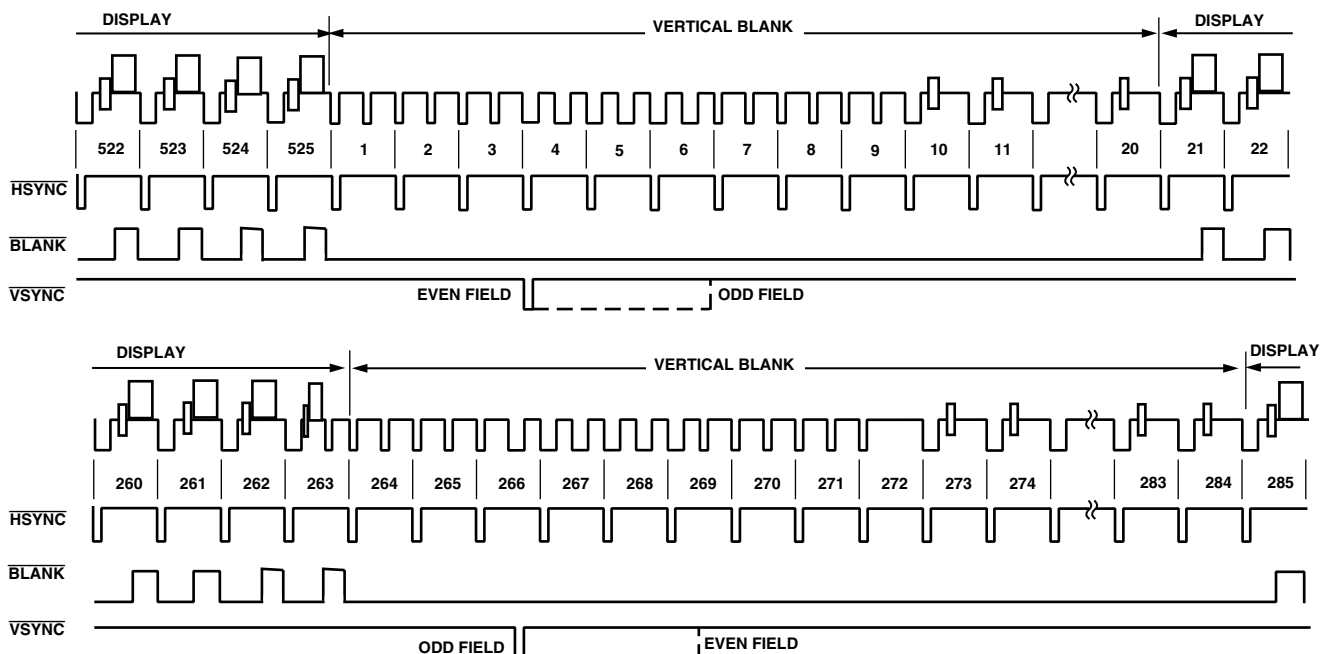 DISPLAY VERTICAL BLANK DISPLAY
522 523 524 525 1 2 3 4 5 6 7 8 9 10 11 20 21 22
HSYNC
BLANK
VSYNC
EVEN FIELD ODD FIELD
DISPLAY VERTICAL BLANK DISPLAY
260 261 262 263 264 265 266 267 268 269 270 271 272 273 274 283 284 285
HSYNC
BLANK
VSYNC
ODD FIELD EVEN FIELD